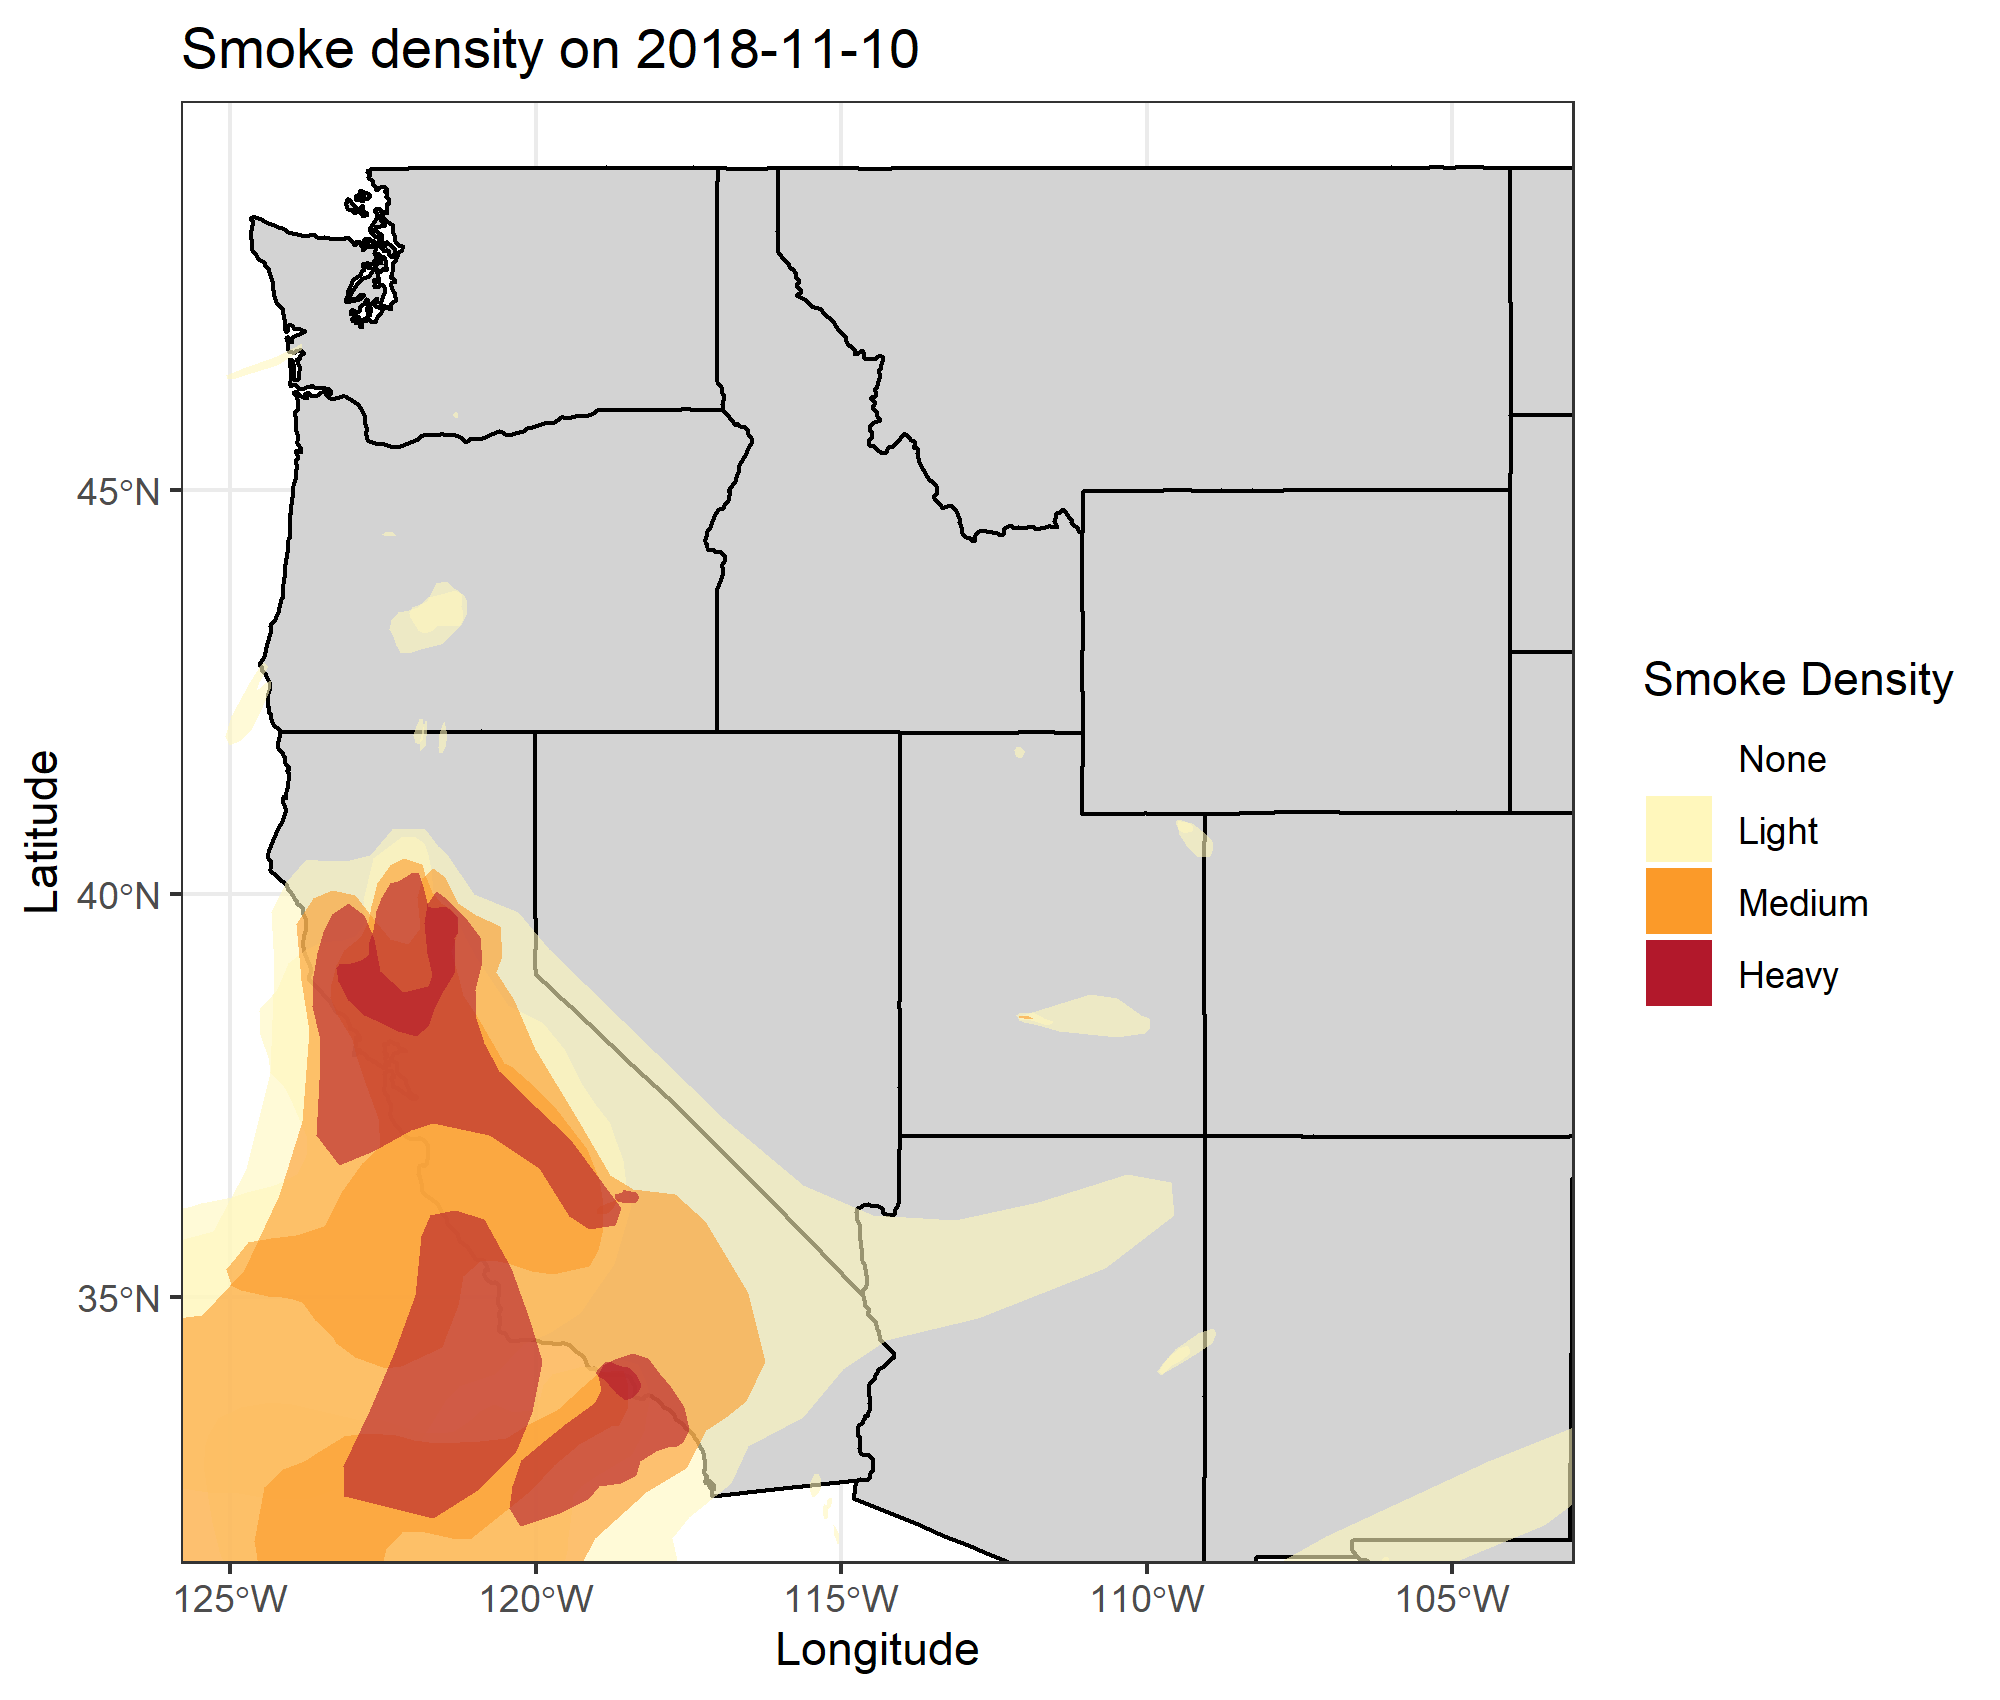 Smoke density on 2018-11-10
Latitude
45°N
40°N
35°N
125°W
120°W
115°W
110°W
105°W
Longitude
Smoke Density
None
Light
Medium
Heavy